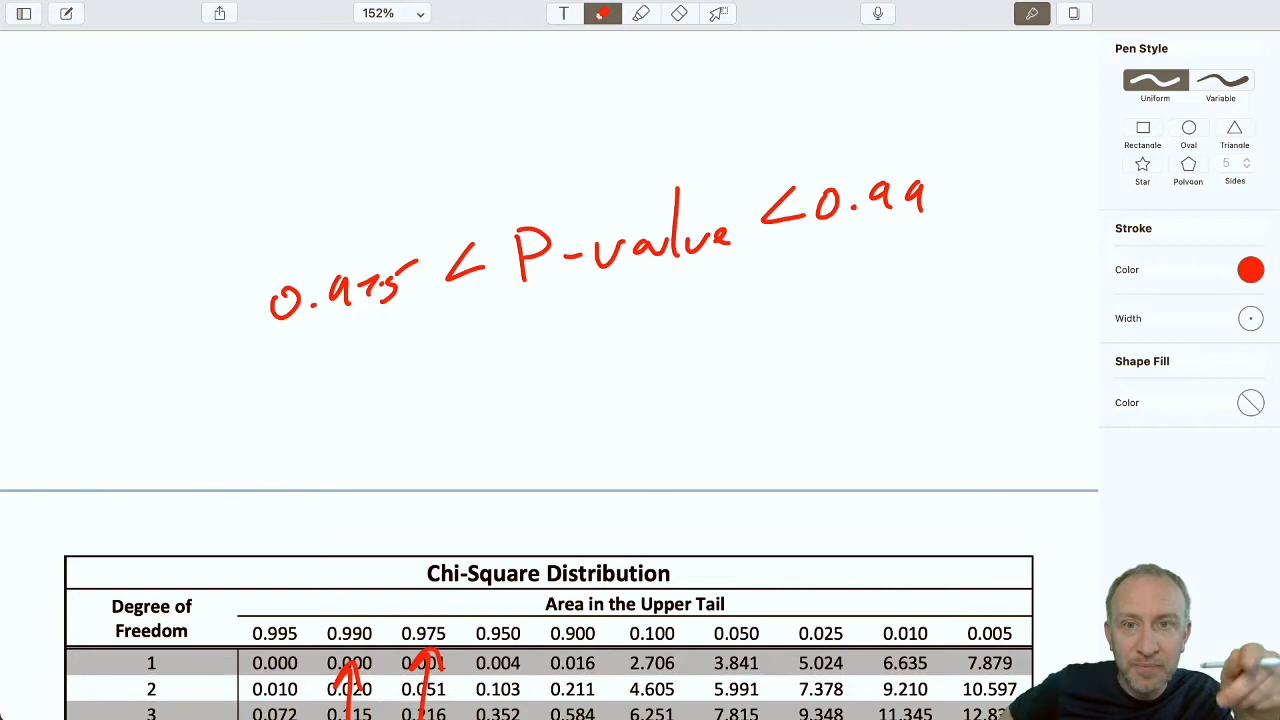 152%
T
Pen Style
Uniform
Variable
Rectangle
Oval
Triangle
5
Star
Polygon
Sides
Stroke
Color
Width
Shape Fill
Color
0.975 < P-value < 0.99
Chi-Square Distribution
Degree of Freedom
Area in the Upper Tail
0.995 0.990 0.975 0.950 0.900 0.100 0.050 0.025 0.010 0.005
1 0.000 0.000 0.001 0.004 0.016 2.706 3.841 5.024 6.635 7.879
2 0.010 0.020 0.051 0.103 0.211 4.605 5.991 7.378 9.210 10.597
3 0.072 0.115 0.216 0.352 0.584 6.251 7.815 9.348 11.345